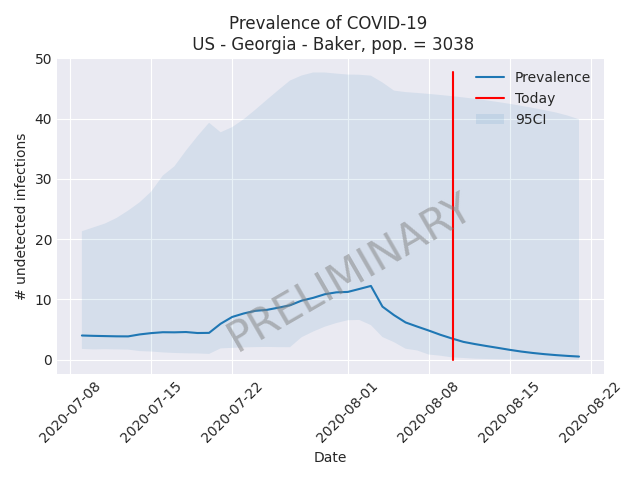 Prevalence of COVID-19
US - Georgia - Baker, pop. = 3038
50
40
30
20
10
0
# undetected infections
Prevalence
Today
95CI
PRELIMINARY
2020-07-08
2020-07-15
2020-07-22
2020-08-01
2020-08-08
2020-08-15
2020-08-22
Date